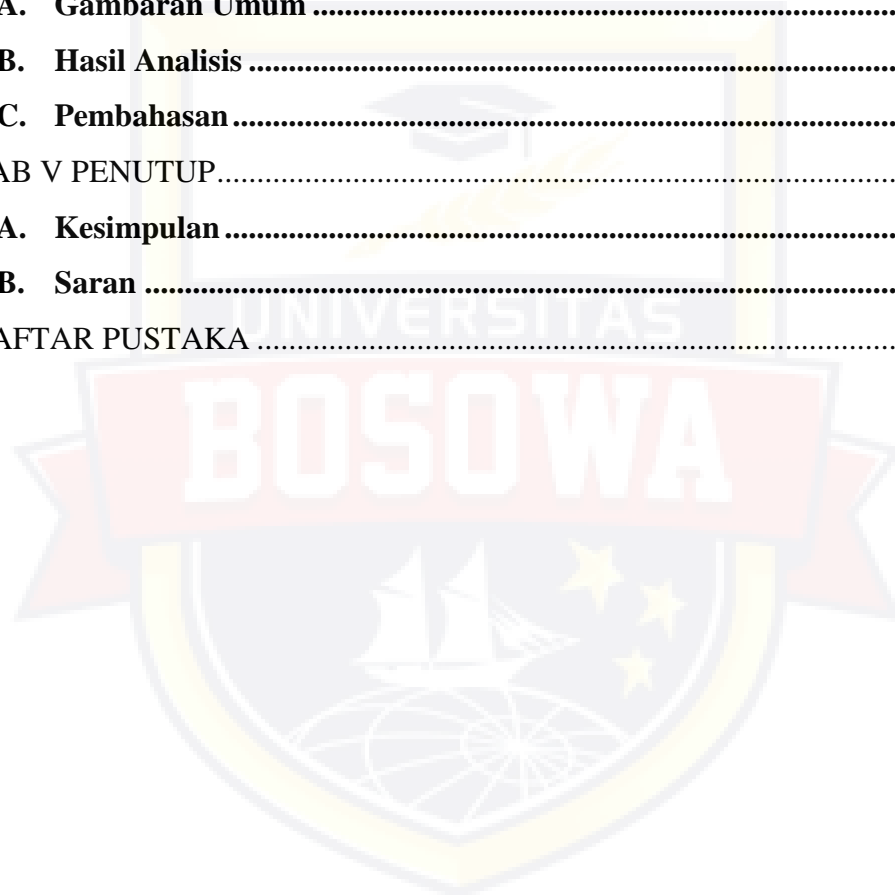 A. Gambaran Umum ........................................................................
B. Hasil Analisis ................................................................................
C. Pembahasan ..................................................................................
AB V PENUTUP ..................................................................................
A. Kesimpulan ...................................................................................
B. Saran .............................................................................................
AFTAR PUSTAKA ..............................................................................
UNIVERSITAS
BOSOWA